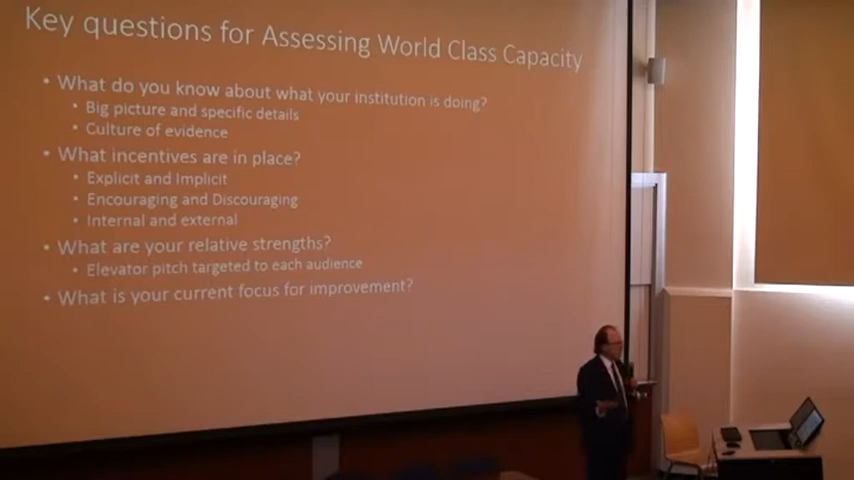 Key questions for Assessing World Class Capacity
• What do you know about what your institution is doing?
• Big picture and specific details
• Culture of evidence
• What incentives are in place?
• Explicit and Implicit
• Encouraging and Discouraging
• Internal and external
• What are your relative strengths?
• Elevator pitch targeted to each audience
• What is your current focus for improvement?